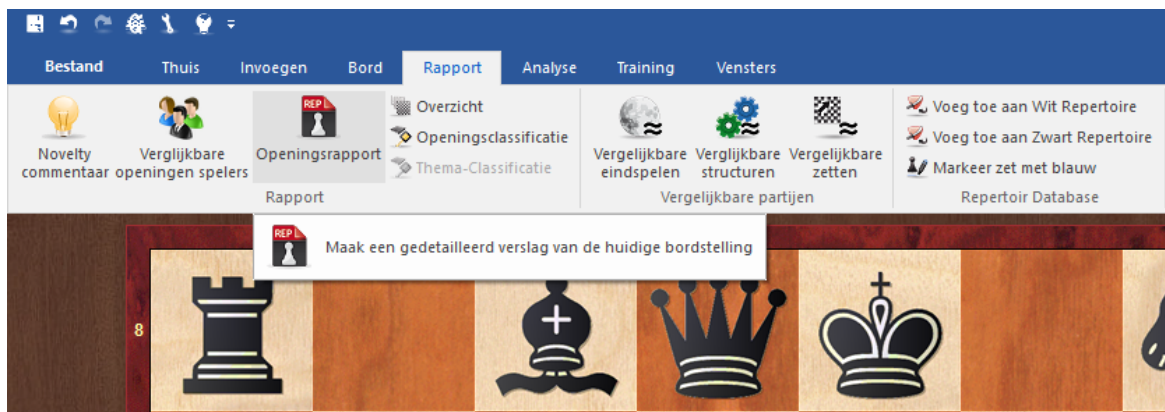 Bestand Thuis Invoegen Bord Rapport Analyse Training Vensters
Novelty
commentaar
Verglijkbare
openingen spelers
REP
Openingsrapport
Overzicht
Openingsclassificatie
Thema-Classificatie
Rapport
Vergelijkbare
eindspelen
Verglijkbare
structuren
Vergelijkbare
zetten
Vergelijkbare partijen
Voeg toe aan Wit Repertoire
Voeg toe aan Zwart Repertoire
Markeer zet met blauw
Repertoir Database
REP
Maak een gedetailleerd verslag van de huidige bordstelling
8